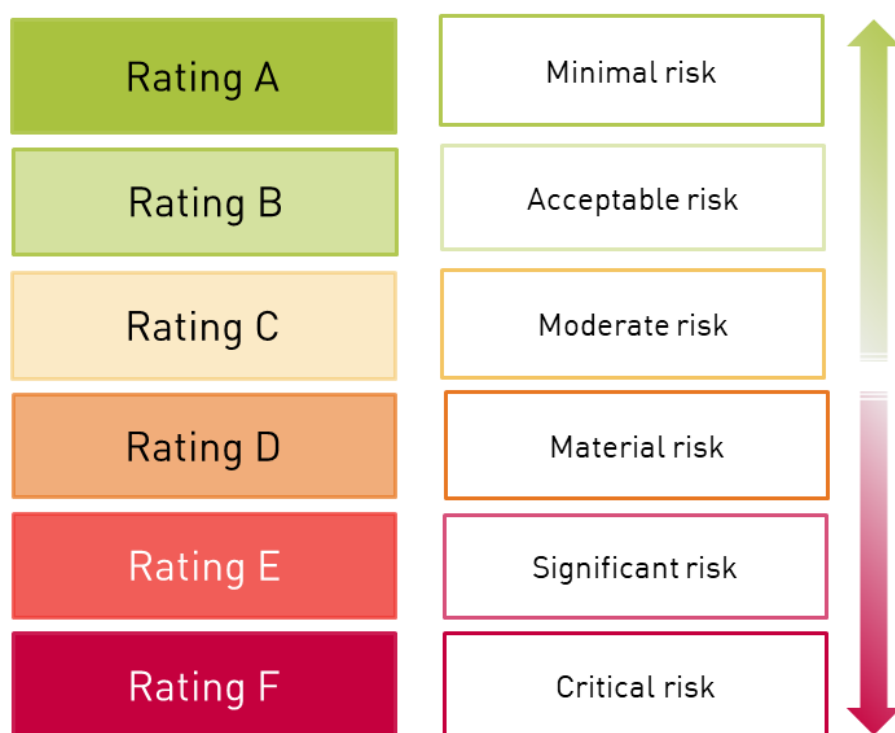 Rating A
Minimal risk
Rating B
Acceptable risk
Rating C
Moderate risk
Rating D
Material risk
Rating E
Significant risk
Rating F
Critical risk